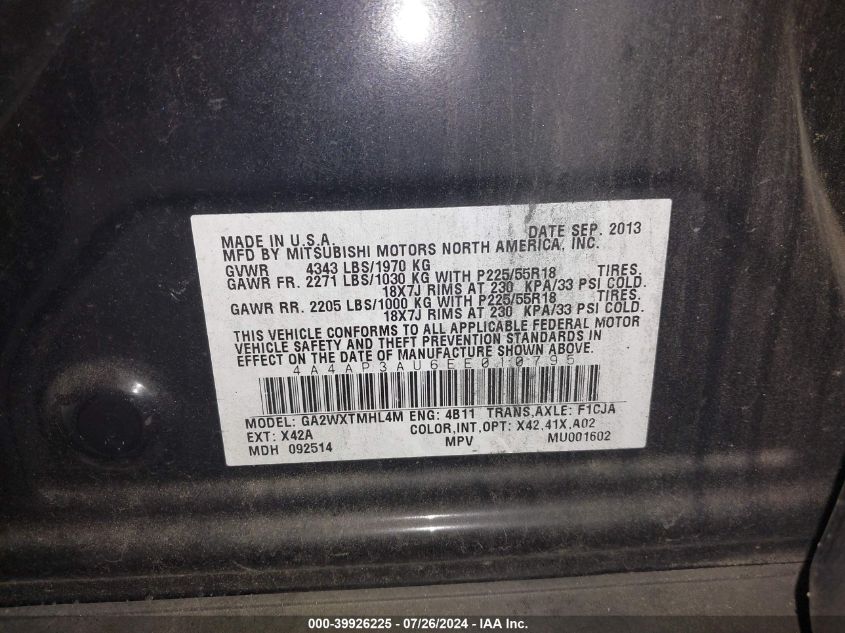 MADE IN U.S.A. DATE SEP. 2013
MFD BY MITSUBISHI MOTORS NORTH AMERICA, INC.
GVWR 4343 LBS/1970 KG
GAWR FR. 2271 LBS/1030 KG WITH P225/55R18 TIRES,
18X7J RIMS AT 230 KPA/33 PSI COLD.
GAWR RR. 2205 LBS/1000 KG WITH P225/55R18 TIRES,
18X7J RIMS AT 230 KPA/33 PSI COLD.
THIS VEHICLE CONFORMS TO ALL APPLICABLE FEDERAL MOTOR
VEHICLE SAFETY AND THEFT PREVENTION STANDARDS IN
EFFECT ON THE DATE OF MANUFACTURE SHOWN ABOVE.
4A4AP3AU6EE010795
MODEL: GA2WXTMHL4M ENG: 4B11 TRANS,AXLE: F1CJA
EXT: X42A COLOR,INT,OPT: X42,41X,A02
MDH 092514 MPV MU001602
000-39926225 - 07/26/2024 - IAA Inc.